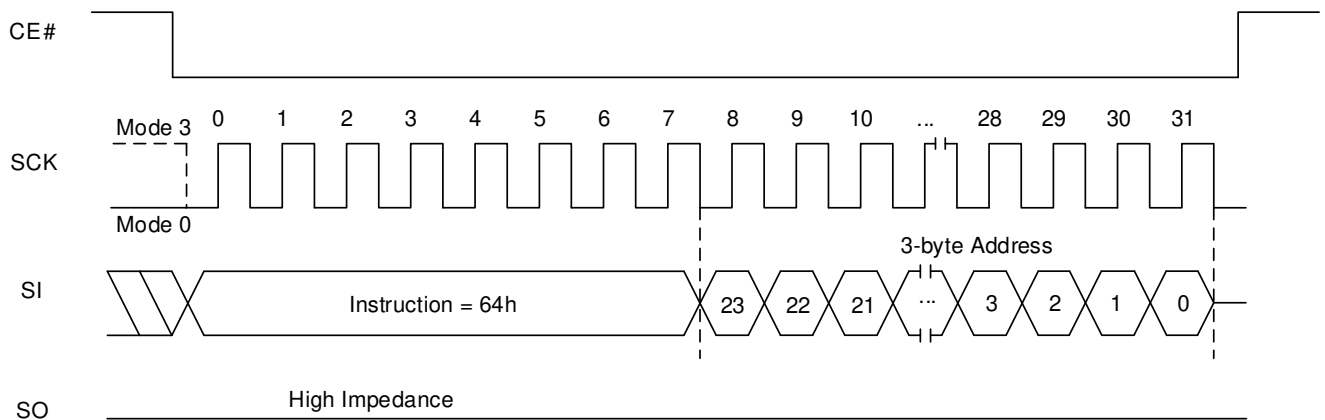 CE#
Mode 3 0 1 2 3 4 5 6 7 8 9 10 ... 28 29 30 31
SCK
Mode 0
3-byte Address
SI Instruction = 64h 23 22 21 ... 3 2 1 0
High Impedance
SO